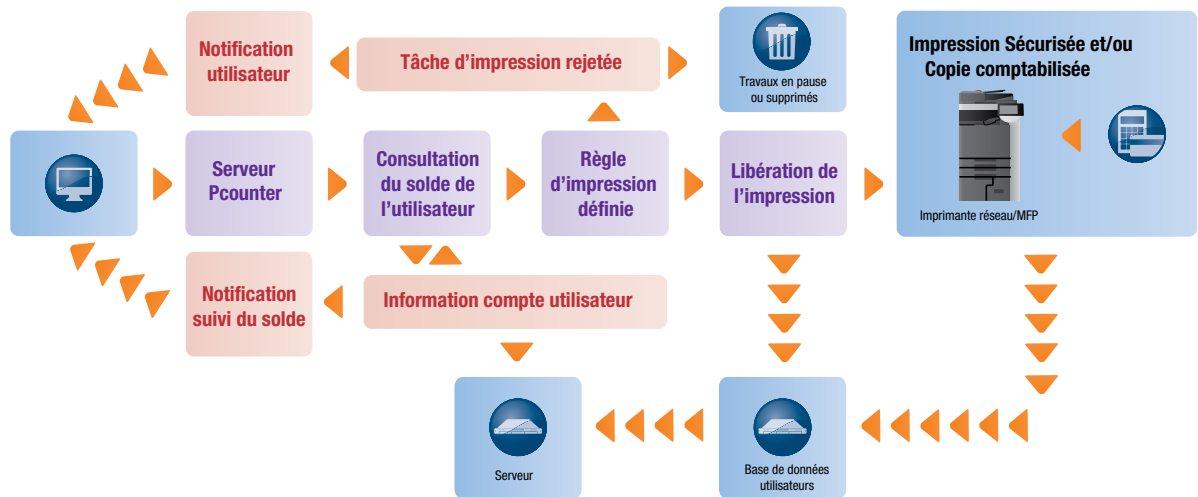 Notification
utilisateur
Tâche d’impression rejetée
Travaux en pause
ou supprimés
Impression Sécurisée et/ou
Copie comptabilisée
Serveur
Pcounter
Consultation
du solde de
l’utilisateur
Règle
d’impression
définie
Libération de
l’impression
Imprimante réseau/MFP
Notification
suivi du solde
Information compte utilisateur
Serveur
Base de données
utilisateurs